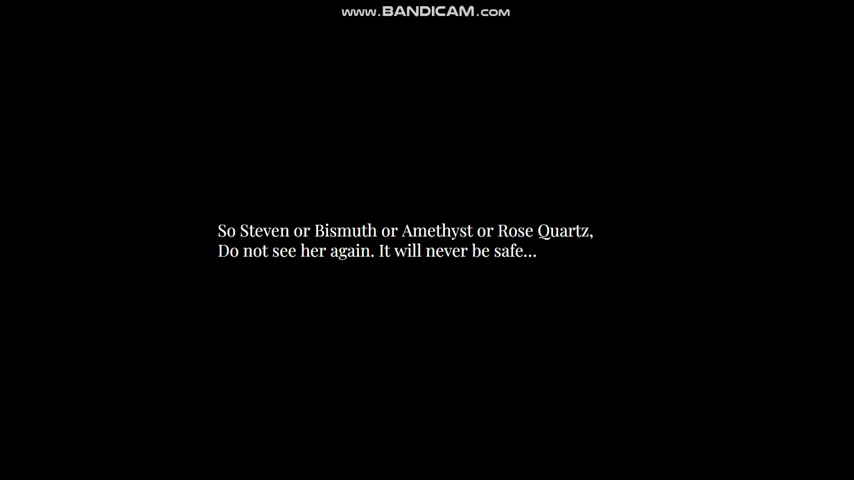 www.BANDICAM.com
So Steven or Bismuth or Amethyst or Rose Quartz,
Do not see her again. It will never be safe...